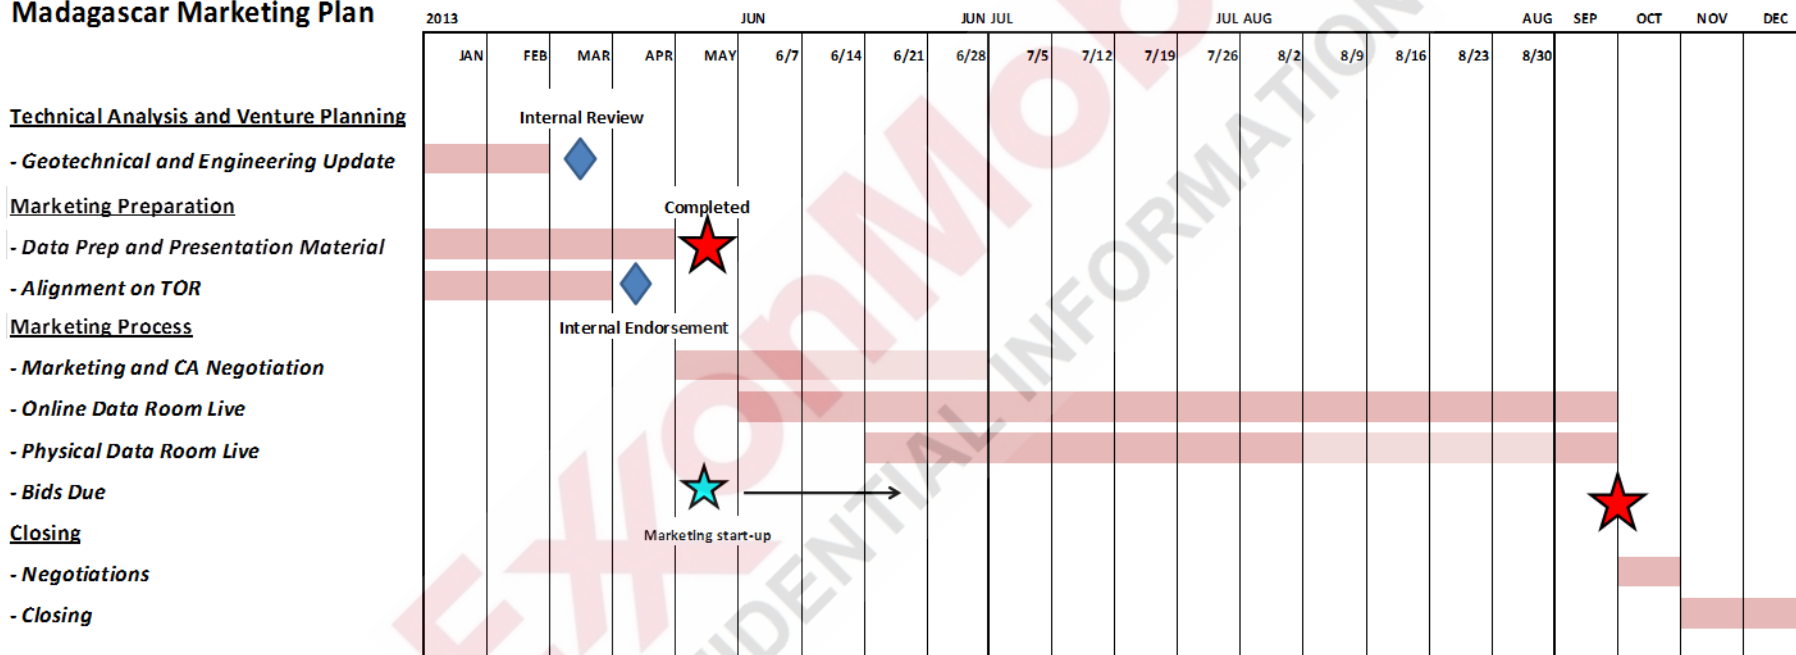 Madagascar Marketing Plan
2013 JUN JUN JUL JUL AUG AUG SEP OCT NOV DEC
JAN FEB MAR APR MAY 6/7 6/14 6/21 6/28 7/5 7/12 7/19 7/26 8/2 8/9 8/16 8/23 8/30
Technical Analysis and Venture Planning
Internal Review
- Geotechnical and Engineering Update
Marketing Preparation
Completed
- Data Prep and Presentation Material
- Alignment on TOR
Marketing Process
Internal Endorsement
- Marketing and CA Negotiation
- Online Data Room Live
- Physical Data Room Live
- Bids Due
Closing
Marketing start-up
- Negotiations
- Closing
ExxonMob
IDENTIAL INFORMATION